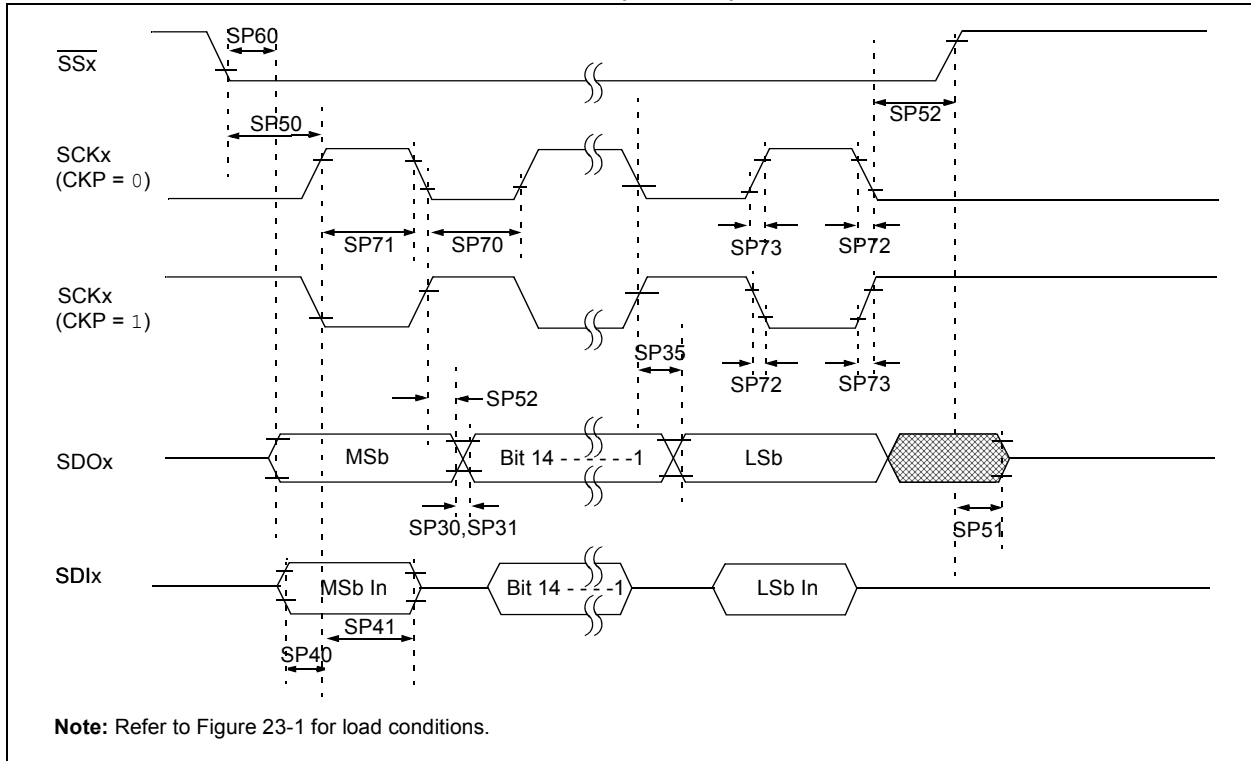 SP60
SSx
SP50
SP52
SCKx
(CKP = 0)
SP71
SP70
SP73
SP72
SCKx
(CKP = 1)
SP35
SP72
SP73
SP52
SDOx
MSb
Bit 14 - - - - - -1
LSb
SP30,SP31
SP51
SDIx
MSb In
Bit 14 - - - -1
LSb In
SP41
SP40
Note: Refer to Figure 23-1 for load conditions.